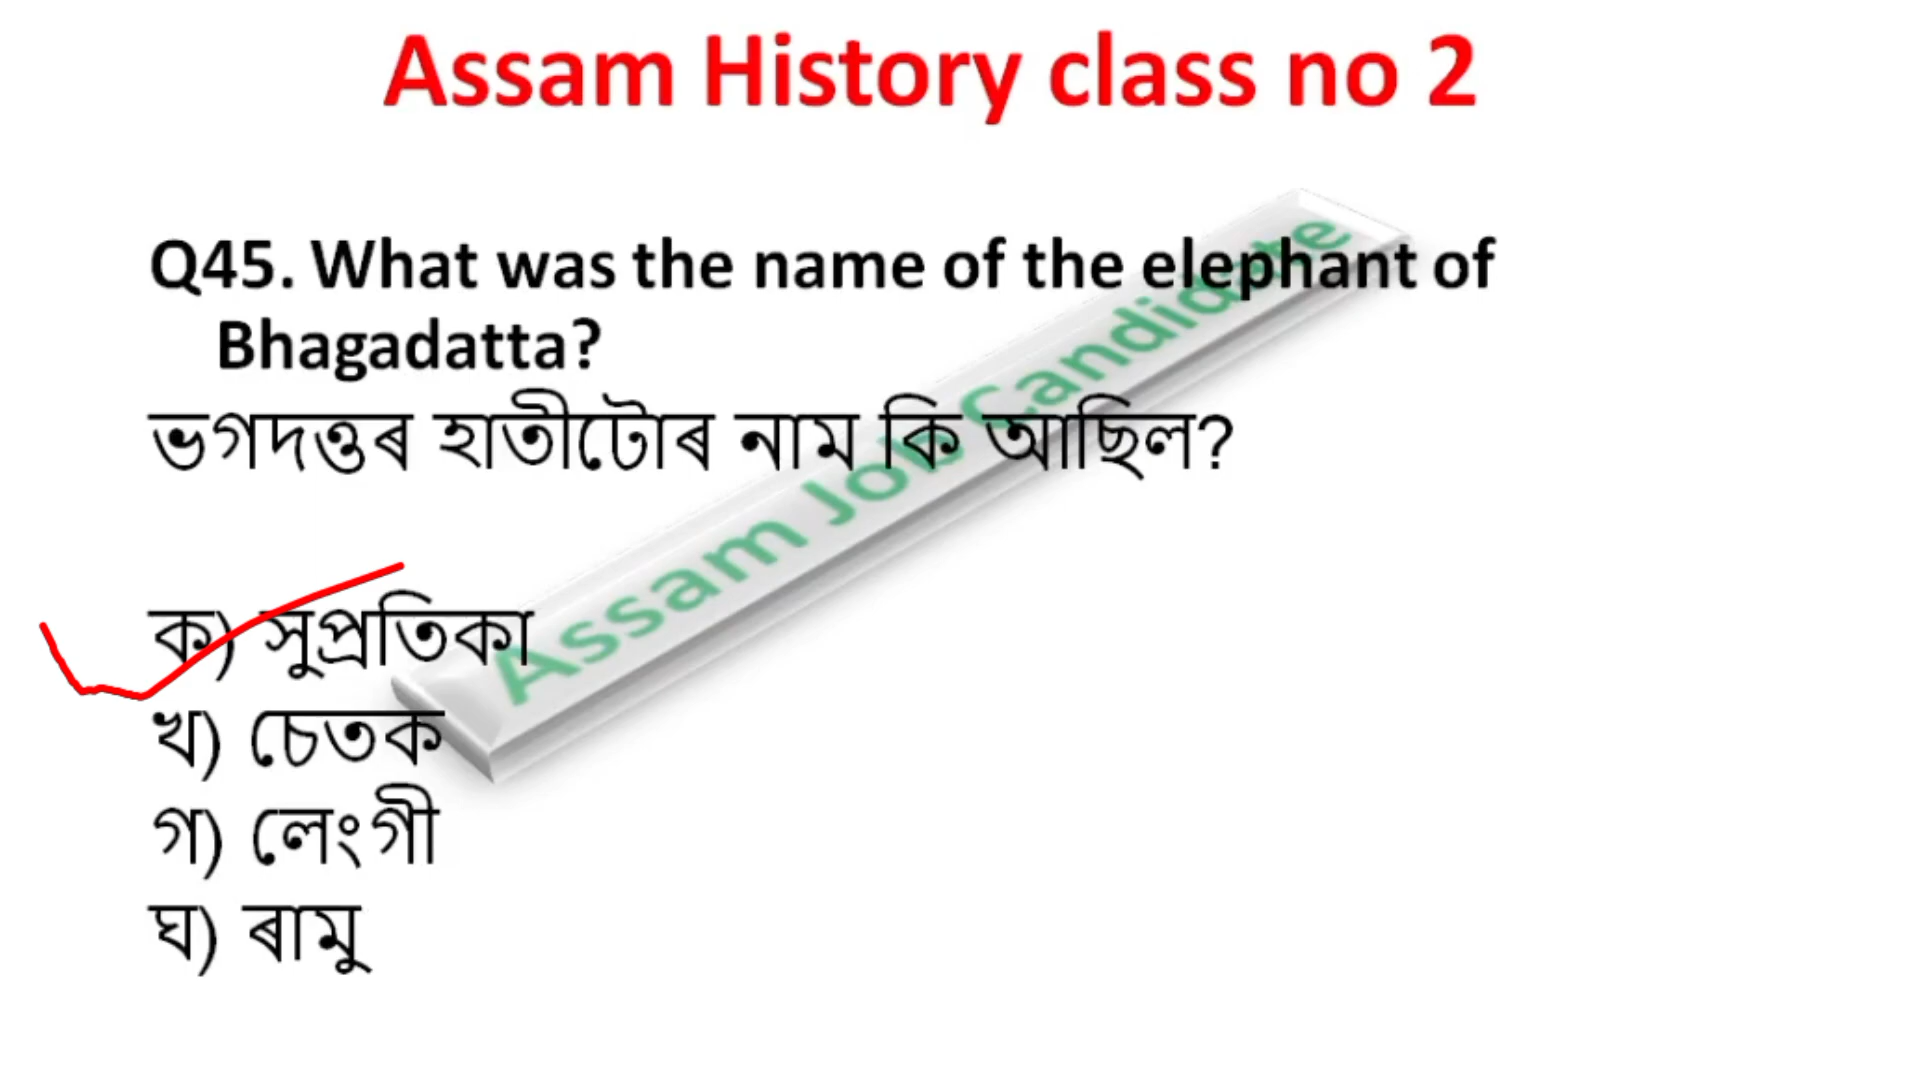 Assam History class no 2
Q45. What was the name of the elephant of
Bhagadatta?
ভগদত্তৰ হাতীটোৰ নাম কি আছিল?
Assam Job Candidate
ক) সুপ্ৰতিকা
খ) চেতক
গ) লেংগী
ঘ) ৰামু